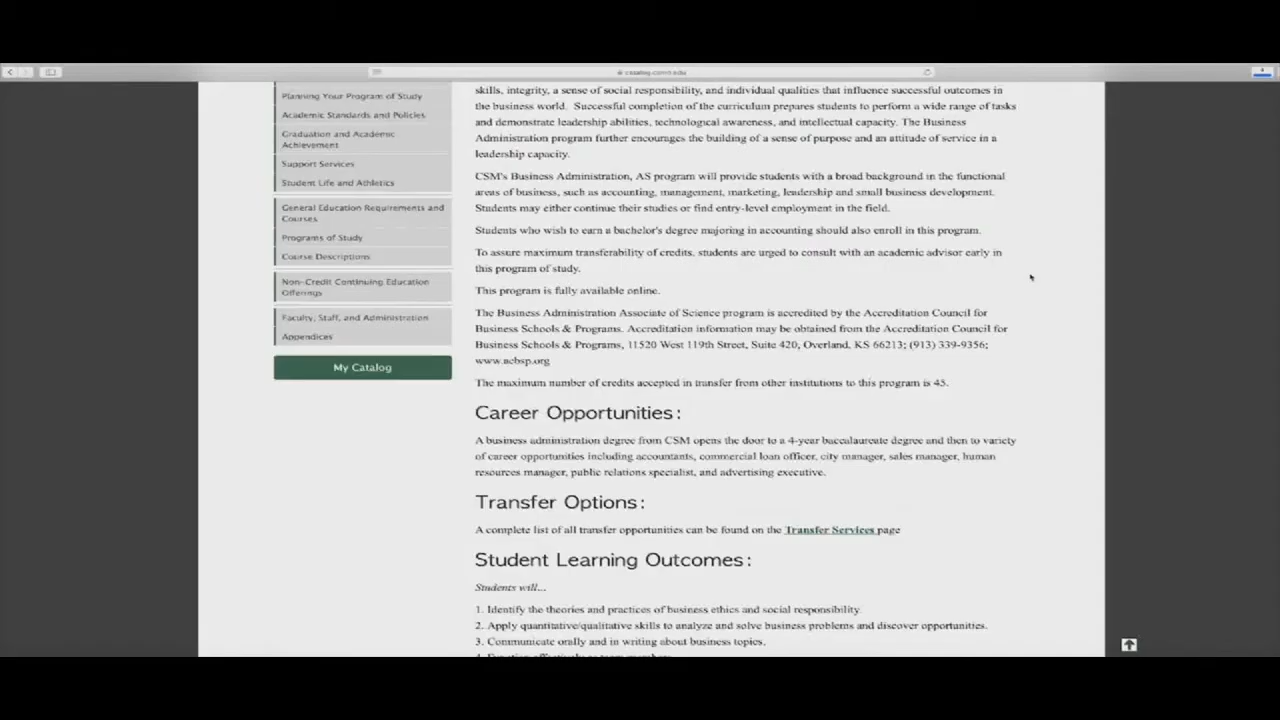 Planning Your Program of Study
Academic Standards and Policies
Graduation and Academic
Achievement
Support Services
Student Life and Athletics
General Education Requirements and
Courses
Programs of Study
Course Descriptions
Non-Credit Continuing Education
Offerings
Faculty, Staff, and Administration
Appendices
My Catalog
skills, integrity, a sense of social responsibility, and individual qualities that influence successful outcomes in
the business world. Successful completion of the curriculum prepares students to perform a wide range of tasks
and demonstrate leadership abilities, technological awareness, and intellectual capacity. The Business
Administration program further encourages the building of a sense of purpose and an attitude of service in a
leadership capacity.
CSM's Business Administration, AS program will provide students with a broad background in the functional
areas of business, such as accounting, management, marketing, leadership and small business development.
Students may either continue their studies or find entry-level employment in the field.
Students who wish to earn a bachelor's degree majoring in accounting should also enroll in this program.
To assure maximum transferability of credits, students are urged to consult with an academic advisor early in
this program of study.
This program is fully available online.
The Business Administration Associate of Science program is accredited by the Accreditation Council for
Business Schools & Programs. Accreditation information may be obtained from the Accreditation Council for
Business Schools & Programs, 11520 West 119th Street, Suite 420, Overland, KS 66213; (913) 339-9356;
www.acbsp.org
The maximum number of credits accepted in transfer from other institutions to this program is 45.
Career Opportunities:
A business administration degree from CSM opens the door to a 4-year baccalaureate degree and then to variety
of career opportunities including accountants, commercial loan officer, city manager, sales manager, human
resources manager, public relations specialist, and advertising executive.
Transfer Options:
A complete list of all transfer opportunities can be found on the Transfer Services page
Student Learning Outcomes:
Students will...
1. Identify the theories and practices of business ethics and social responsibility.
2. Apply quantitative/qualitative skills to analyze and solve business problems and discover opportunities.
3. Communicate orally and in writing about business topics.